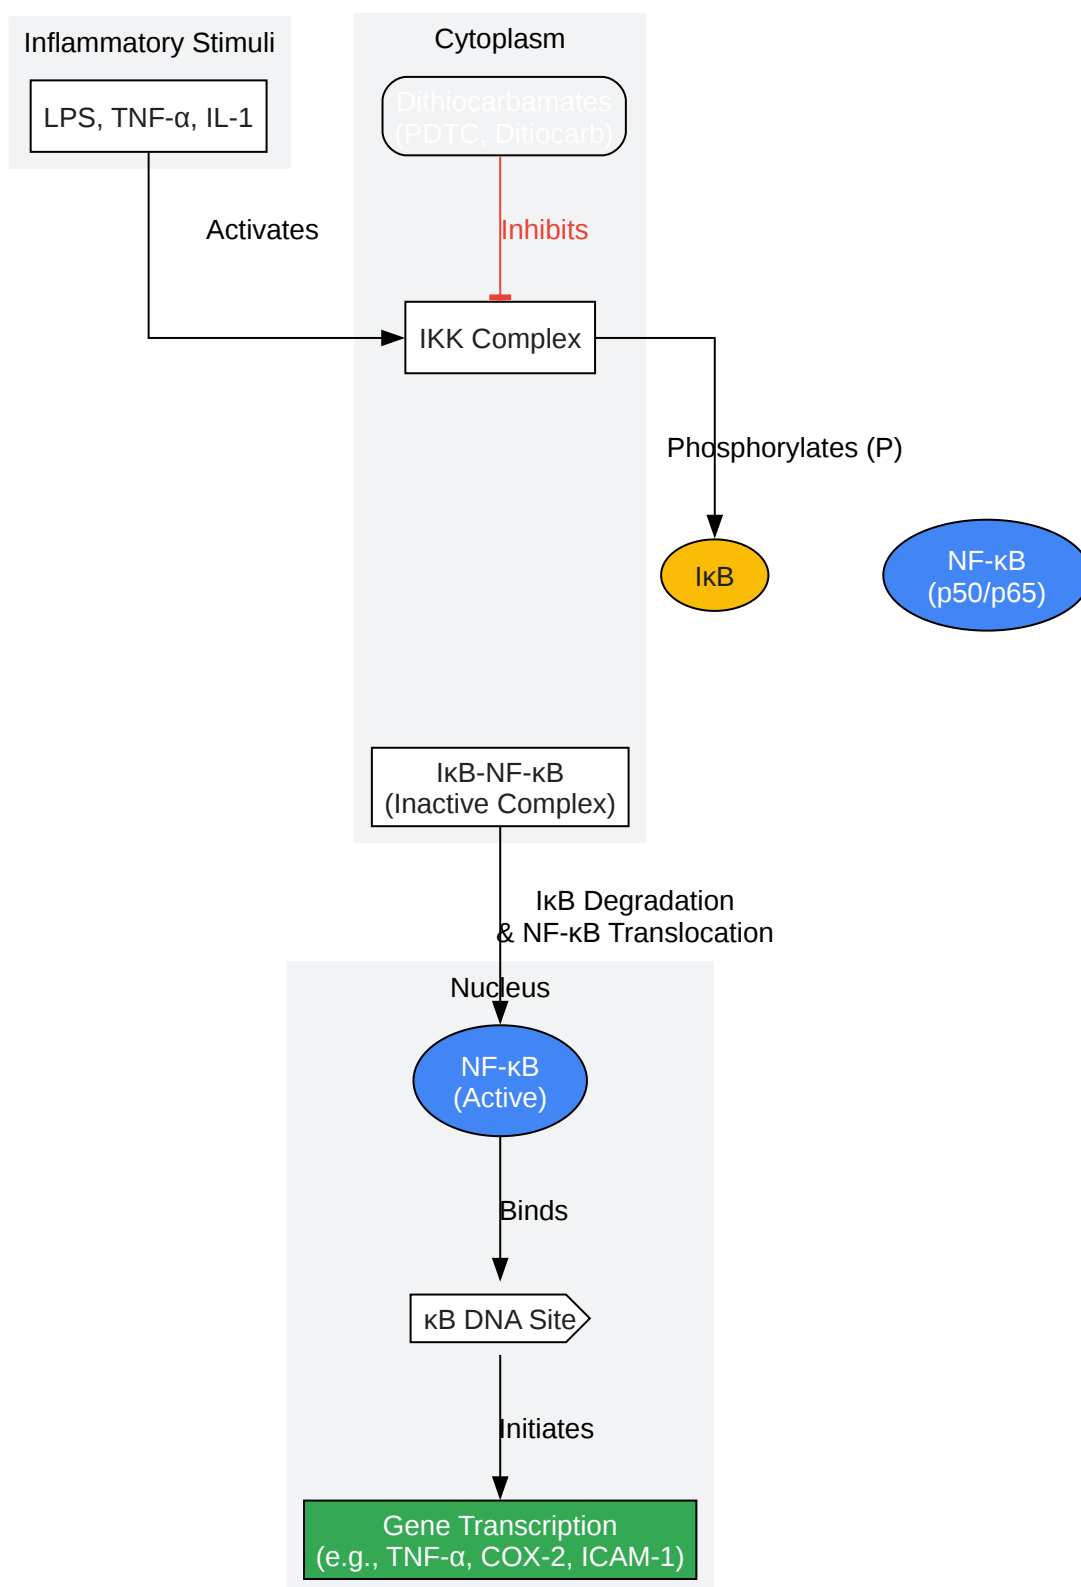 Inflammatory Stimuli
LPS, TNF-α, IL-1
Cytoplasm
Dithiocarbamates
(PDTC, Ditiocarb)
Activates
Inhibits
IKK Complex
Phosphorylates (P)
IκB
NF-κB
(p50/p65)
IκB-NF-κB
(Inactive Complex)
IκB Degradation
& NF-κB Translocation
Nucleus
NF-κB
(Active)
Binds
κB DNA Site
Initiates
Gene Transcription
(e.g., TNF-α, COX-2, ICAM-1)